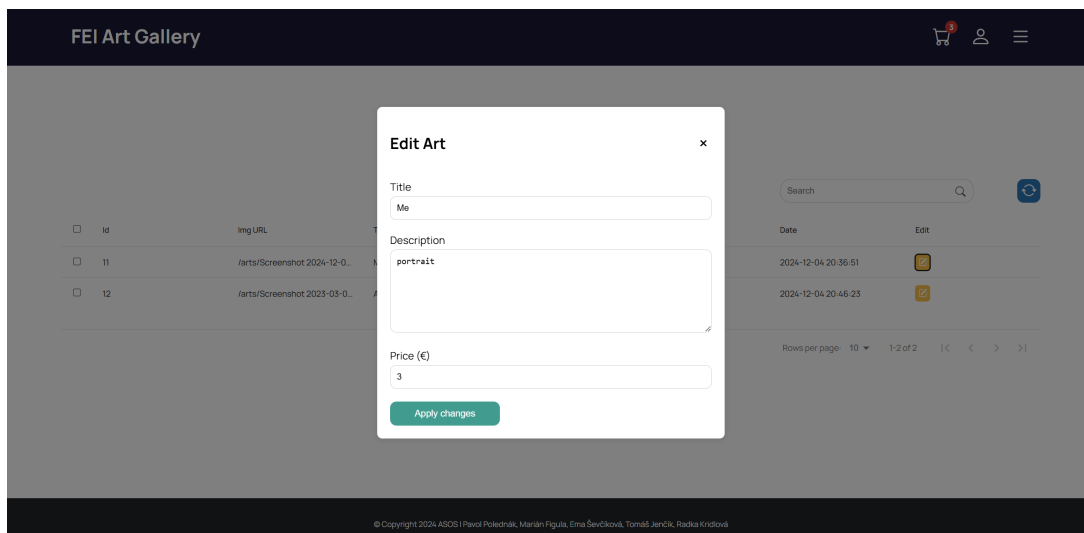 FEI Art Gallery
3
Edit Art
×
Title
Me
Search
Id
Img URL
T
Date
Edit
Description
portrait
11
/arts/Screenshot 2024-12-0...
2024-12-04 20:36:51
12
/arts/Screenshot 2023-03-0...
2024-12-04 20:46:23
Rows per page: 10
1-2 of 2
Price (€)
3
Apply changes
© Copyright 2024 ASOS | Pavol Polednák, Marián Figula, Ema Ševčíková, Tomáš Jenčík, Radka Kridlová